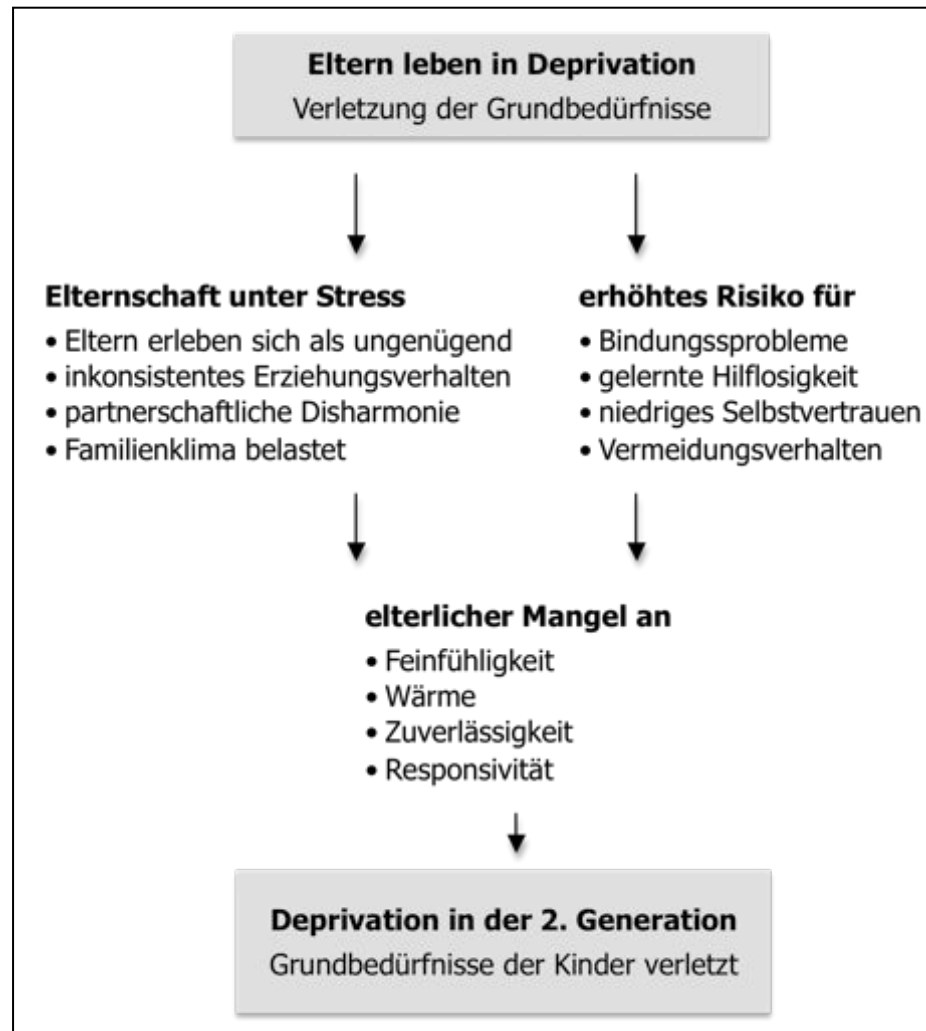 Eltern leben in Deprivation
Verletzung der Grundbedürfnisse
Elternschaft unter Stress
• Eltern erleben sich als ungenügend
• inkonsistentes Erziehungsverhalten
• partnerschaftliche Disharmonie
• Familienklima belastet
erhöhtes Risiko für
• Bindungssprobleme
• gelernte Hilflosigkeit
• niedriges Selbstvertrauen
• Vermeidungsverhalten
elterlicher Mangel an
• Feinfühligkeit
• Wärme
• Zuverlässigkeit
• Responsivität
Deprivation in der 2. Generation
Grundbedürfnisse der Kinder verletzt